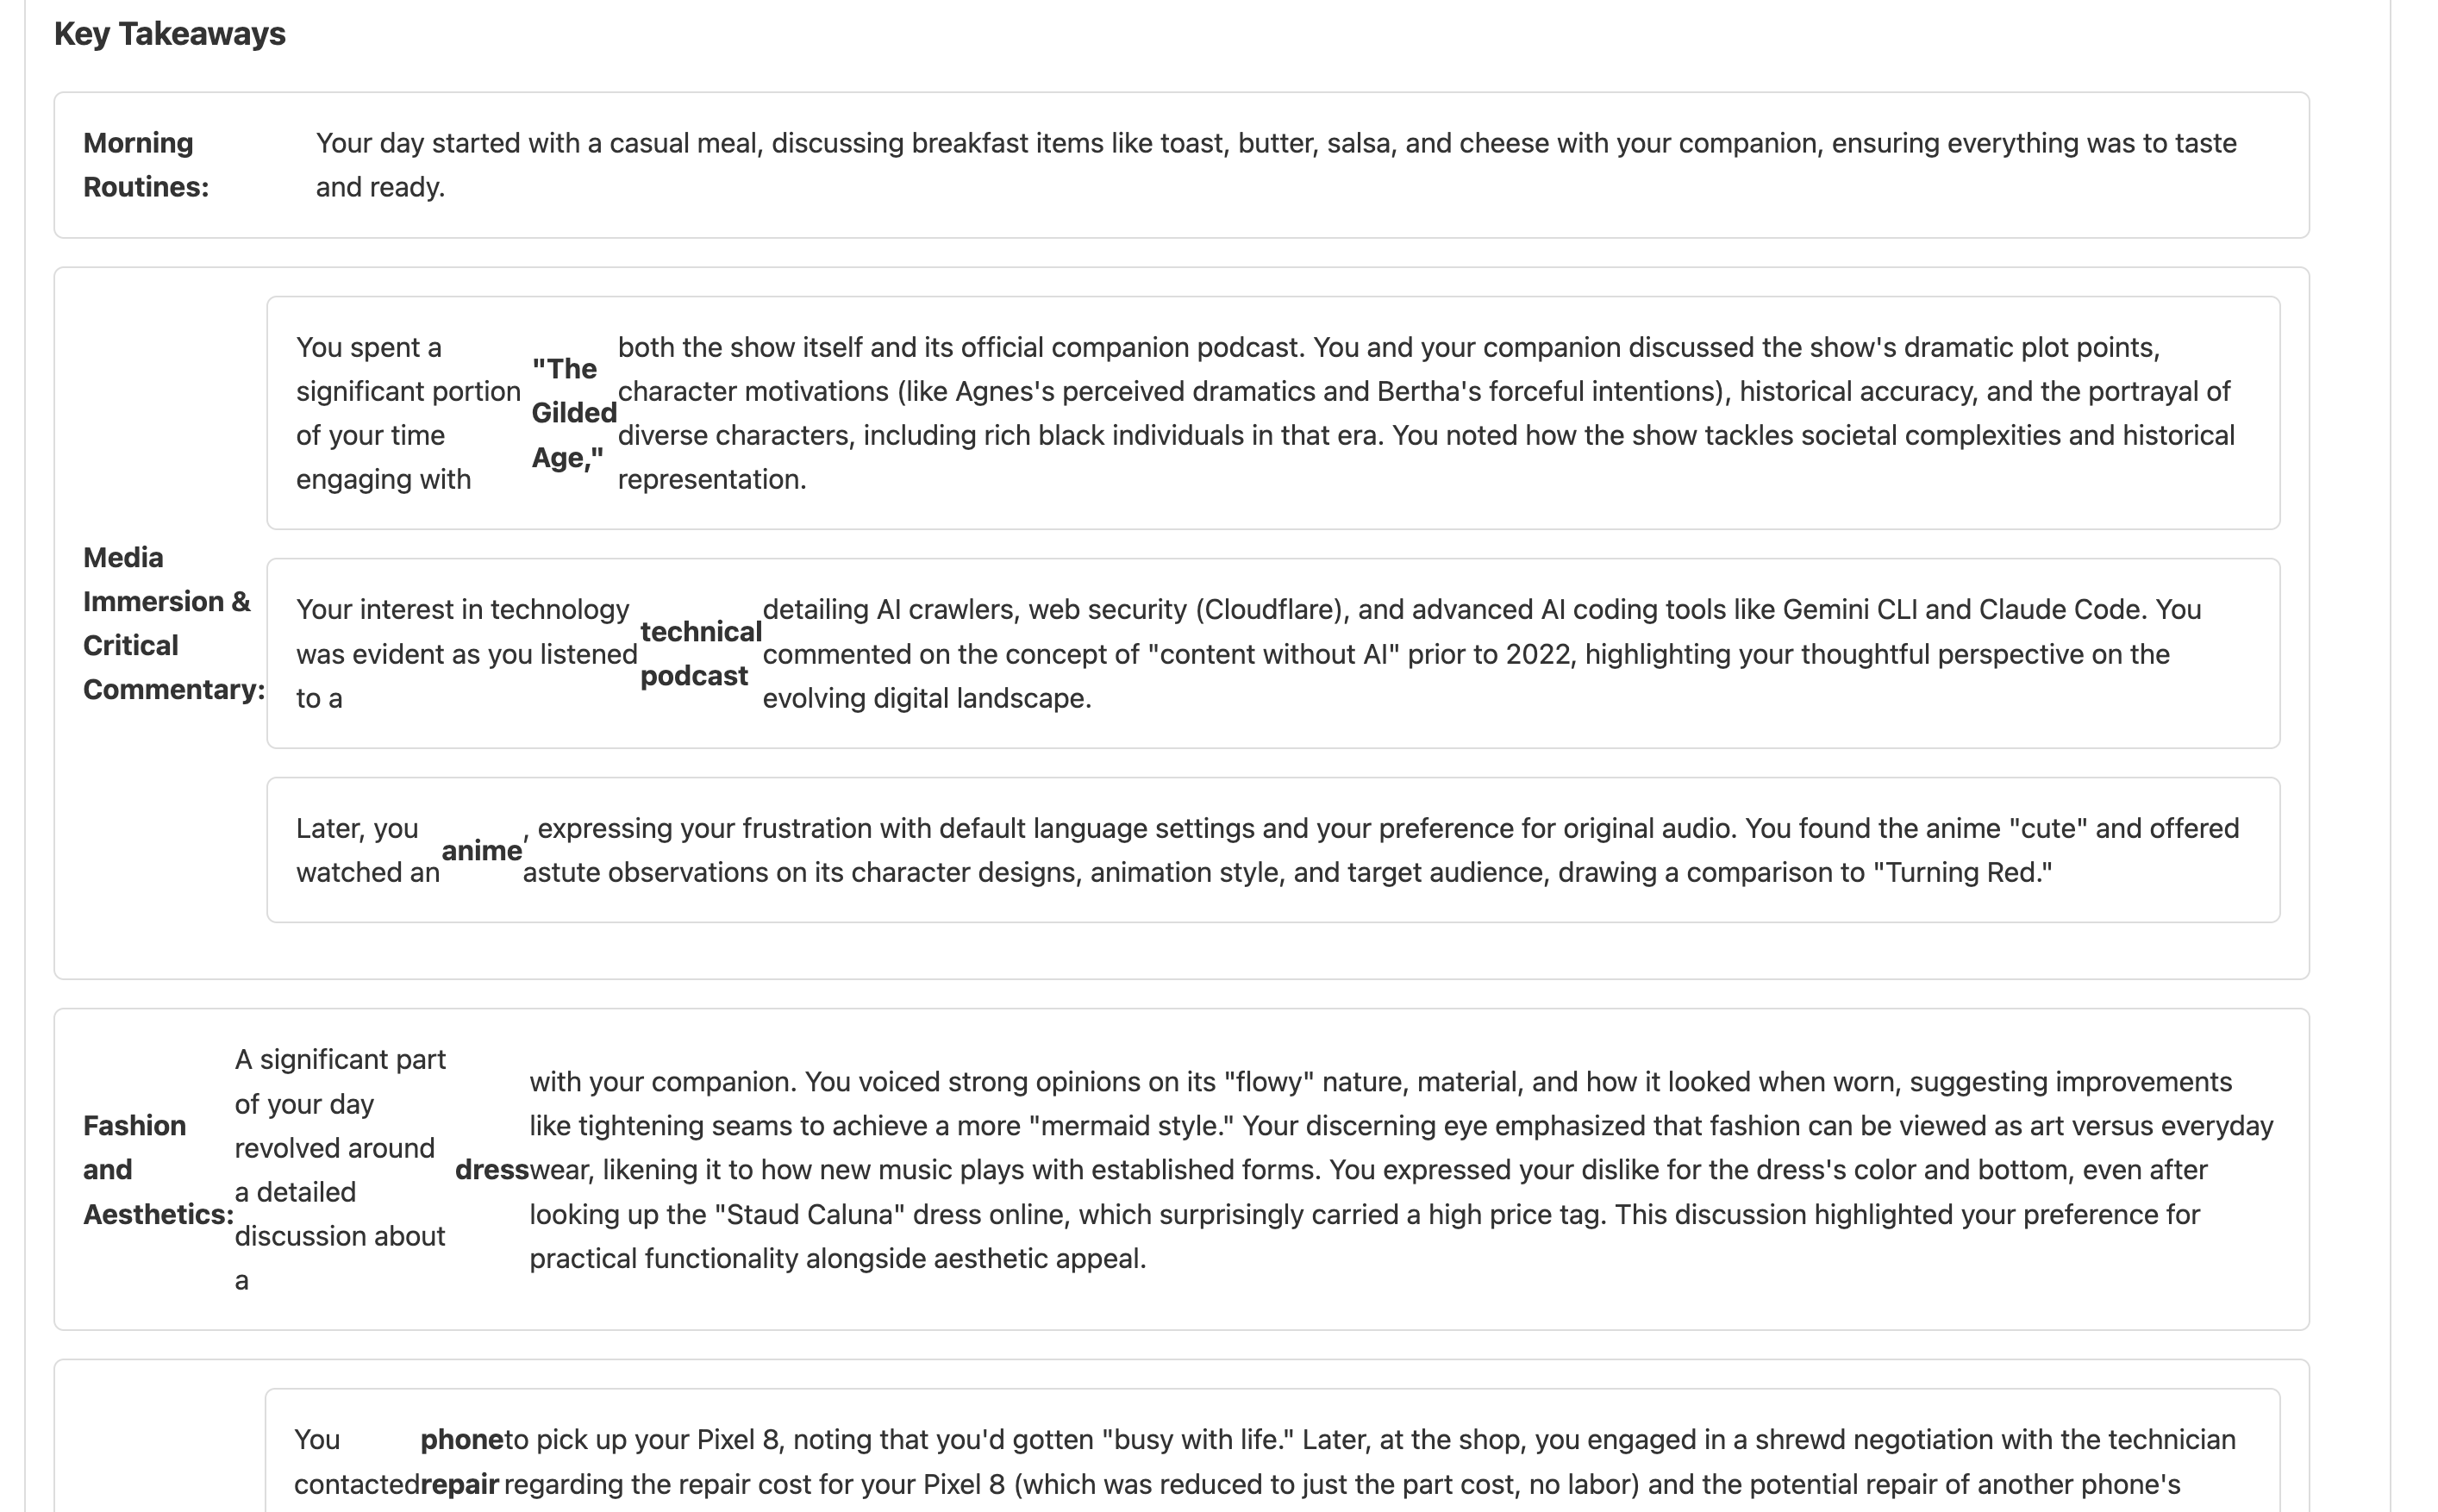 Key Takeaways
Morning
Routines:
Your day started with a casual meal, discussing breakfast items like toast, butter, salsa, and cheese with your companion, ensuring everything was to taste
and ready.
Media
Immersion &
Critical
Commentary:
You spent a
significant portion
of your time
engaging with
"The
Gilded
Age,"
both the show itself and its official companion podcast. You and your companion discussed the show's dramatic plot points,
character motivations (like Agnes's perceived dramatics and Bertha's forceful intentions), historical accuracy, and the portrayal of
diverse characters, including rich black individuals in that era. You noted how the show tackles societal complexities and historical
representation.
Your interest in technology
was evident as you listened
to a
technical
podcast
detailing AI crawlers, web security (Cloudflare), and advanced AI coding tools like Gemini CLI and Claude Code. You
commented on the concept of "content without AI" prior to 2022, highlighting your thoughtful perspective on the
evolving digital landscape.
Later, you
watched an
anime
, expressing your frustration with default language settings and your preference for original audio. You found the anime "cute" and offered
astute observations on its character designs, animation style, and target audience, drawing a comparison to "Turning Red."
Fashion
and
Aesthetics:
A significant part
of your day
revolved around
a detailed
discussion about
a
dress
with your companion. You voiced strong opinions on its "flowy" nature, material, and how it looked when worn, suggesting improvements
like tightening seams to achieve a more "mermaid style." Your discerning eye emphasized that fashion can be viewed as art versus everyday
wear, likening it to how new music plays with established forms. You expressed your dislike for the dress's color and bottom, even after
looking up the "Staud Caluna" dress online, which surprisingly carried a high price tag. This discussion highlighted your preference for
practical functionality alongside aesthetic appeal.
You
contacted
phone
repair
to pick up your Pixel 8, noting that you'd gotten "busy with life." Later, at the shop, you engaged in a shrewd negotiation with the technician
regarding the repair cost for your Pixel 8 (which was reduced to just the part cost, no labor) and the potential repair of another phone's